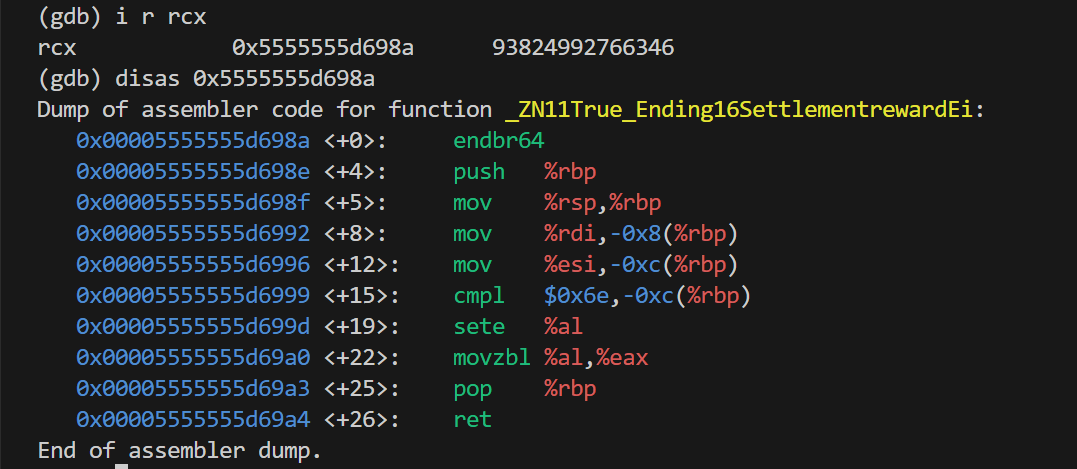 (gdb) i r rcx
rcx            0x5555555d698a      93824992766346
(gdb) disas 0x5555555d698a
Dump of assembler code for function _ZN11True_Ending16SettlementrewardEi:
   0x00005555555d698a <+0>:     endbr64
   0x00005555555d698e <+4>:     push   %rbp
   0x00005555555d698f <+5>:     mov    %rsp,%rbp
   0x00005555555d6992 <+8>:     mov    %rdi,-0x8(%rbp)
   0x00005555555d6996 <+12>:    mov    %esi,-0xc(%rbp)
   0x00005555555d6999 <+15>:    cmpl   $0x6e,-0xc(%rbp)
   0x00005555555d699d <+19>:    sete   %al
   0x00005555555d69a0 <+22>:    movzbl %al,%eax
   0x00005555555d69a3 <+25>:    pop    %rbp
   0x00005555555d69a4 <+26>:    ret
End of assembler dump.